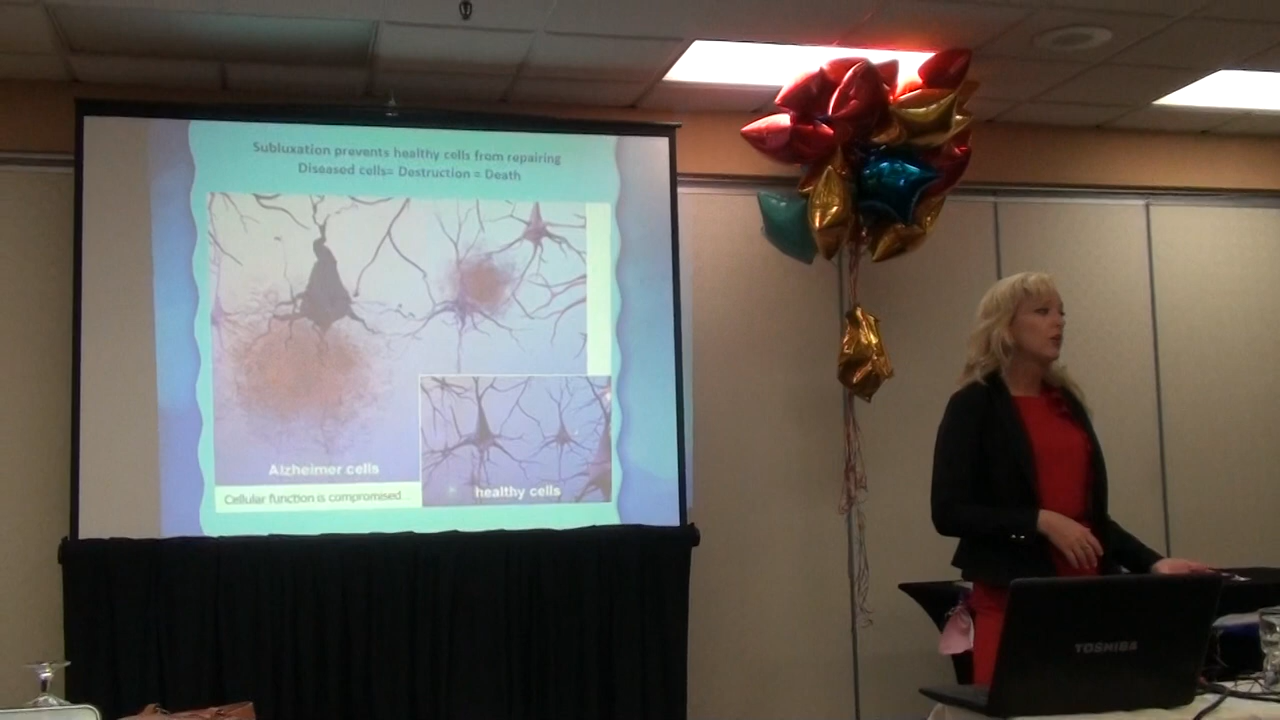 Subluxation prevents healthy cells from repairing
Diseased cells= Destruction = Death
Alzheimer cells
Cellular function is compromised...
healthy cells
TOSHIBA